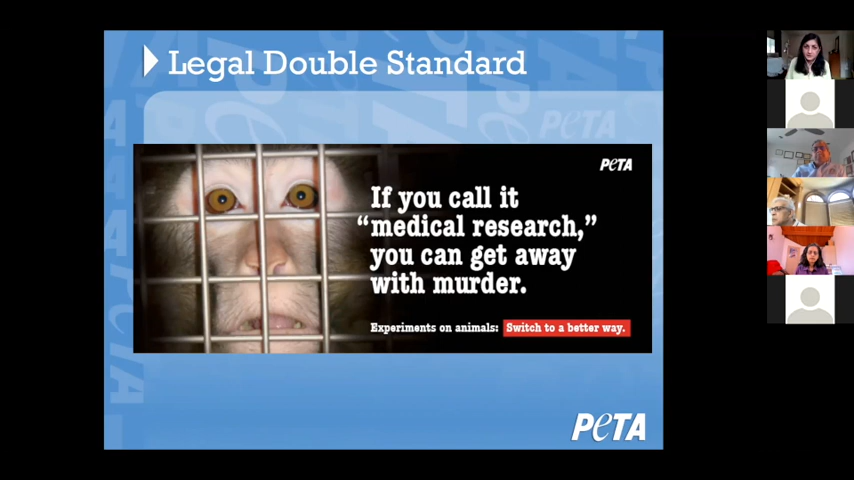 Legal Double Standard
PeTA
If you call it
“medical research,”
you can get away
with murder.
Experiments on animals: Switch to a better way.
PeTA